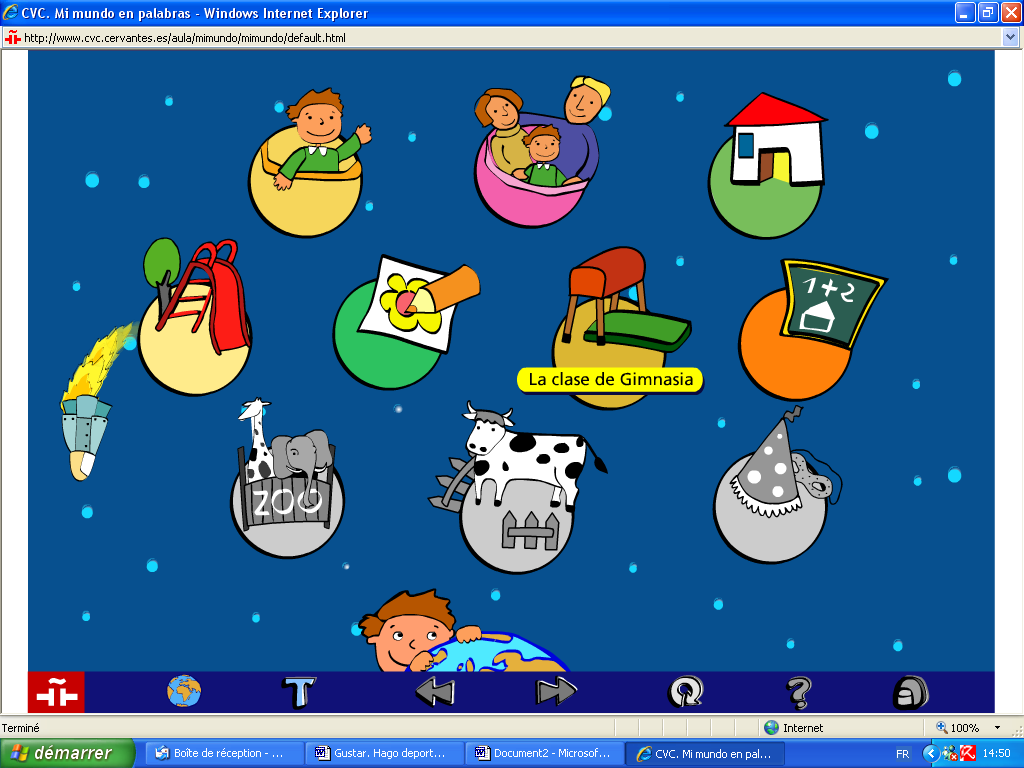 CVC. Mi mundo en palabras - Windows Internet Explorer
http://www.cvc.cervantes.es/aula/mimundo/mimundo/default.html
1+2
La clase de Gimnasia
ZOO
T
?
Terminé
Internet
100%
démarrer
Boîte de réception - ...
Gustar. Hago deport...
Document2 - Microsof...
CVC. Mi mundo en pal...
FR
14:50